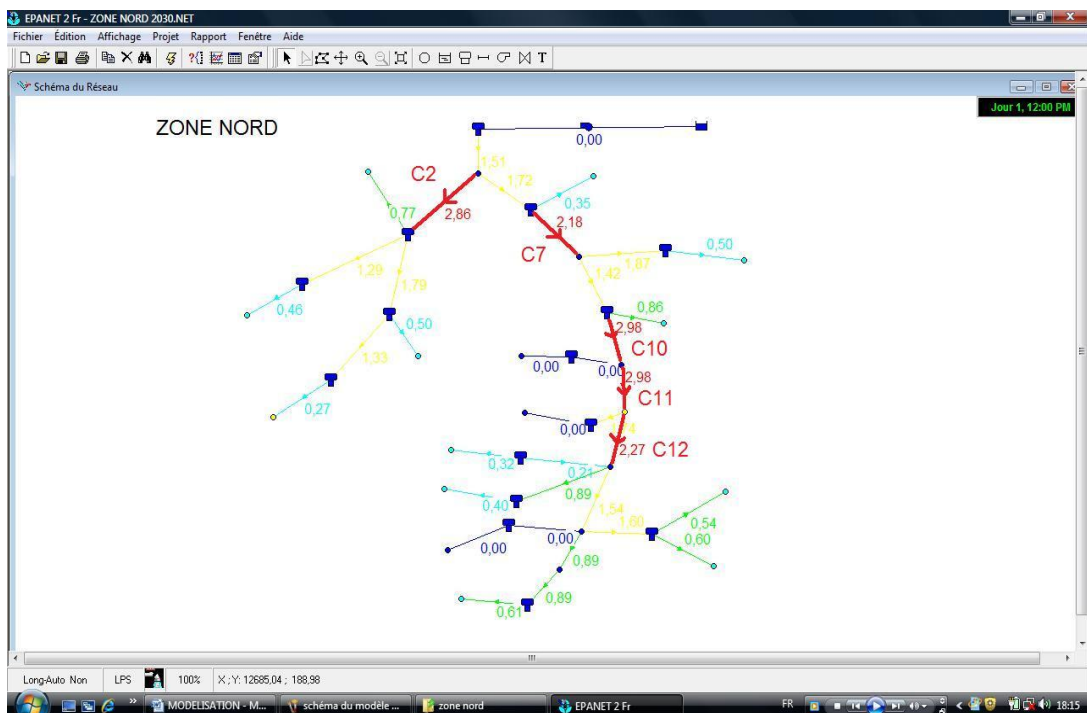 EPANET 2 Fr - ZONE NORD 2030.NET
Fichier Édition Affichage Projet Rapport Fenêtre Aide
T
Schéma du Réseau
Jour 1, 12:00 PM
ZONE NORD
0,00
1,51
C2
1,72
0,77
2,86
0,35
2,18
C7
0,50
1,87
1,42
1,29
1,79
0,46
0,50
0,86
2,98
C10
1,33
0,00
0,00
2,98
C11
0,27
0,00
2,27
C12
0,32
0,21
0,89
0,40
1,54
1,60
0,54
0,00
0,00
0,60
0,89
0,89
0,61
Long-Auto Non LPS 100% X ; Y: 12685,04 ; 188,98
MODELISATION - M... schéma du modèle ... zone nord EPANET 2 Fr FR 18:15